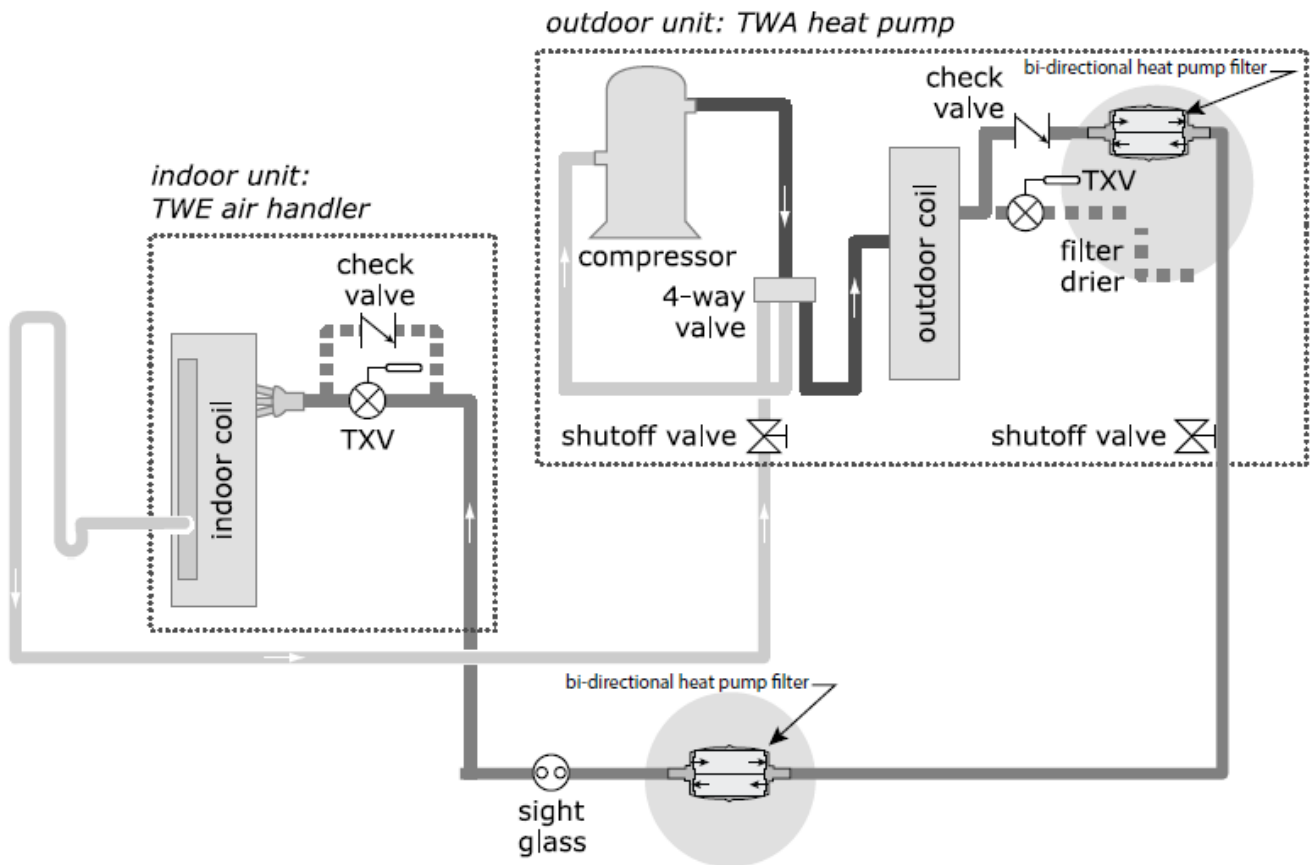 outdoor unit: TWA heat pump
bi-directional heat pump filter
check
valve
indoor unit:
TWE air handler
TXV
compressor
outdoor coil
filter
drier
check
valve
4-way
valve
indoor coil
TXV
shutoff valve
shutoff valve
bi-directional heat pump filter
sight
glass